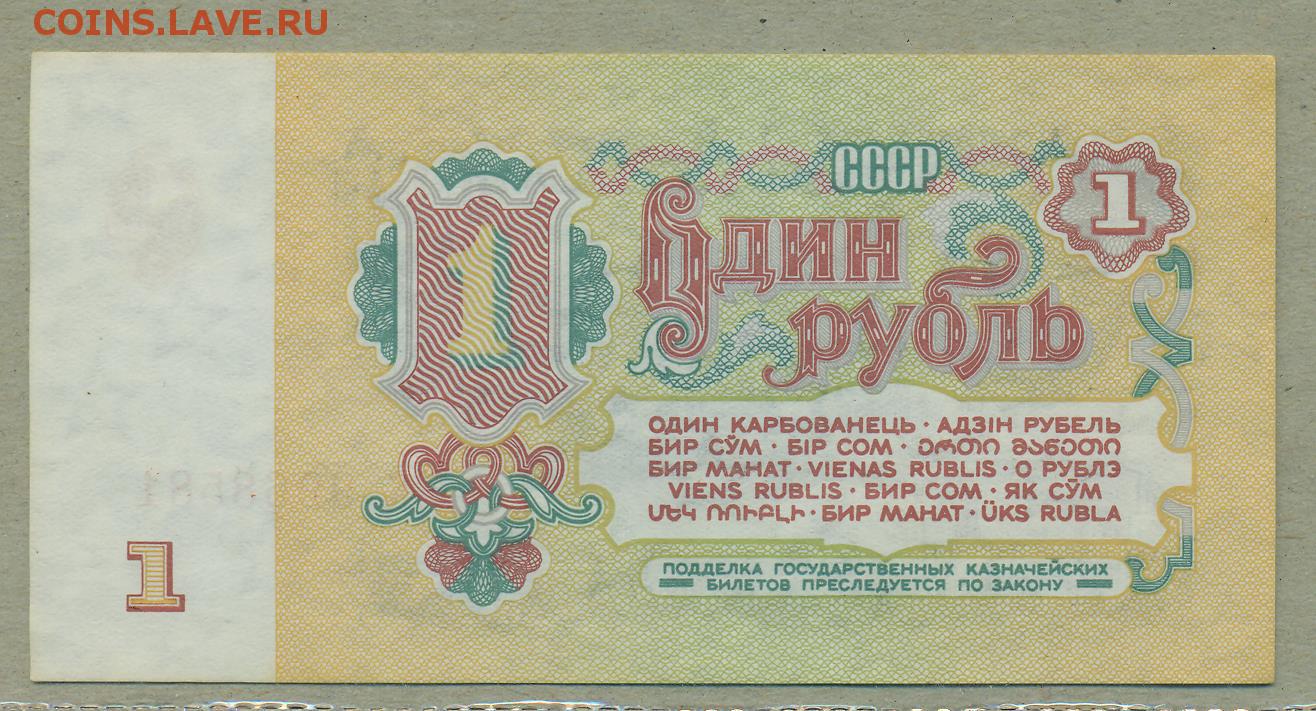 COINS.LAVE.RU
СССР
1
1
Один
рубль
ОДИН КАРБОВАНЕЦЬ · АДЗІН РУБЕЛЬ
БИР СЎМ · БІР СОМ · ერთი მანეთი
БИР МАНАТ · VIENAS RUBLIS · О РУБЛЭ
VIENS RUBLIS · БИР СОМ · ЯК СӮМ
ՄԵԿ ՌՈՒԲԼԻ · БИР МАНАТ · ÜKS RUBLA
ПОДДЕЛКА ГОСУДАРСТВЕННЫХ КАЗНАЧЕЙСКИХ
БИЛЕТОВ ПРЕСЛЕДУЕТСЯ ПО ЗАКОНУ
1